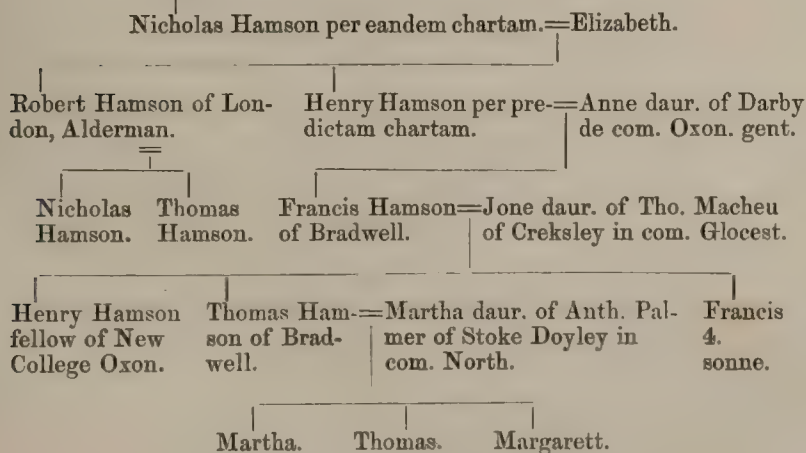 Nicholas Hamson per eandem chartam.=Elizabeth.
Robert Hamson of Lon-
don, Alderman.
=
Henry Hamson per pre-=Anne daur. of Darby
dictam chartam. de com. Oxon. gent.
Nicholas
Hamson.
Thomas
Hamson.
Francis Hamson=Jone daur. of Tho. Macheu
of Bradwell. of Creksley in com. Glocest.
Henry Hamson
fellow of New
College Oxon.
Thomas Ham-=Martha daur. of Anth. Pal-
son of Brad- mer of Stoke Doyley in
well. com. North.
Francis
4.
sonne.
Martha. Thomas. Margarett.